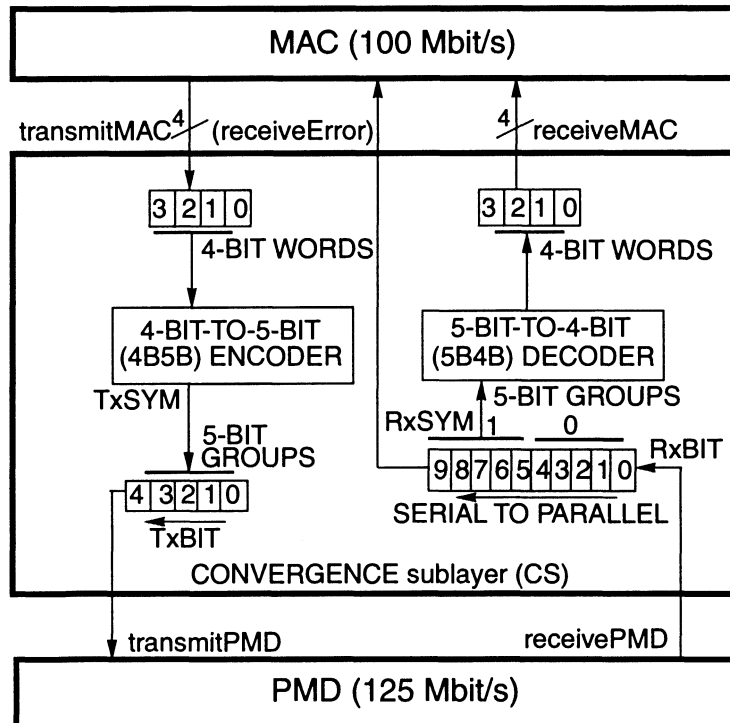 MAC (100 Mbit/s)
transmitMAC 4 (receiveError) 4 receiveMAC
3 2 1 0 3 2 1 0
4-BIT WORDS 4-BIT WORDS
4-BIT-TO-5-BIT 5-BIT-TO-4-BIT
(4B5B) ENCODER (5B4B) DECODER
TxSYM 5-BIT GROUPS
5-BIT RxSYM 1 0 RxBIT
GROUPS
4 3 2 1 0 9 8 7 6 5 4 3 2 1 0
TxBIT SERIAL TO PARALLEL
CONVERGENCE sublayer (CS)
transmitPMD receivePMD
PMD (125 Mbit/s)